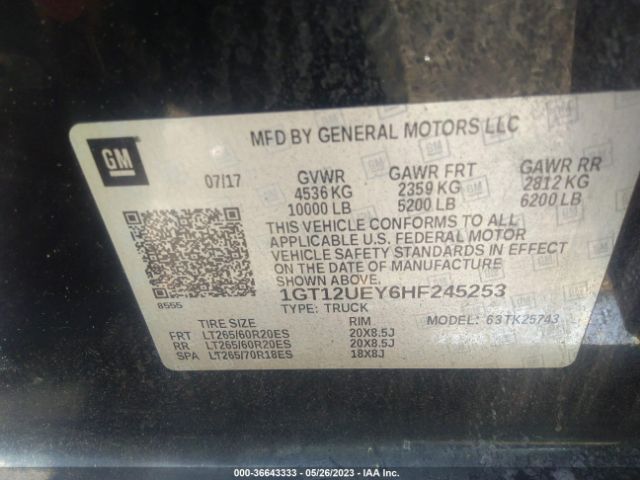 GM
MFD BY GENERAL MOTORS LLC
07/17
GVWR GAWR FRT GAWR RR
4536 KG 2359 KG 2812 KG
10000 LB 5200 LB 6200 LB
THIS VEHICLE CONFORMS TO ALL
APPLICABLE U.S. FEDERAL MOTOR
VEHICLE SAFETY STANDARDS IN EFFECT
ON THE DATE OF MANUFACTURE SHOWN ABOVE.
1GT12UEY6HF245253
8555
TYPE: TRUCK MODEL: 63TK25743
TIRE SIZE RIM
FRT LT265/60R20ES 20X8.5J
RR LT265/60R20ES 20X8.5J
SPA LT265/70R18ES 18X8J
000-36643333 - 05/26/2023 - IAA Inc.